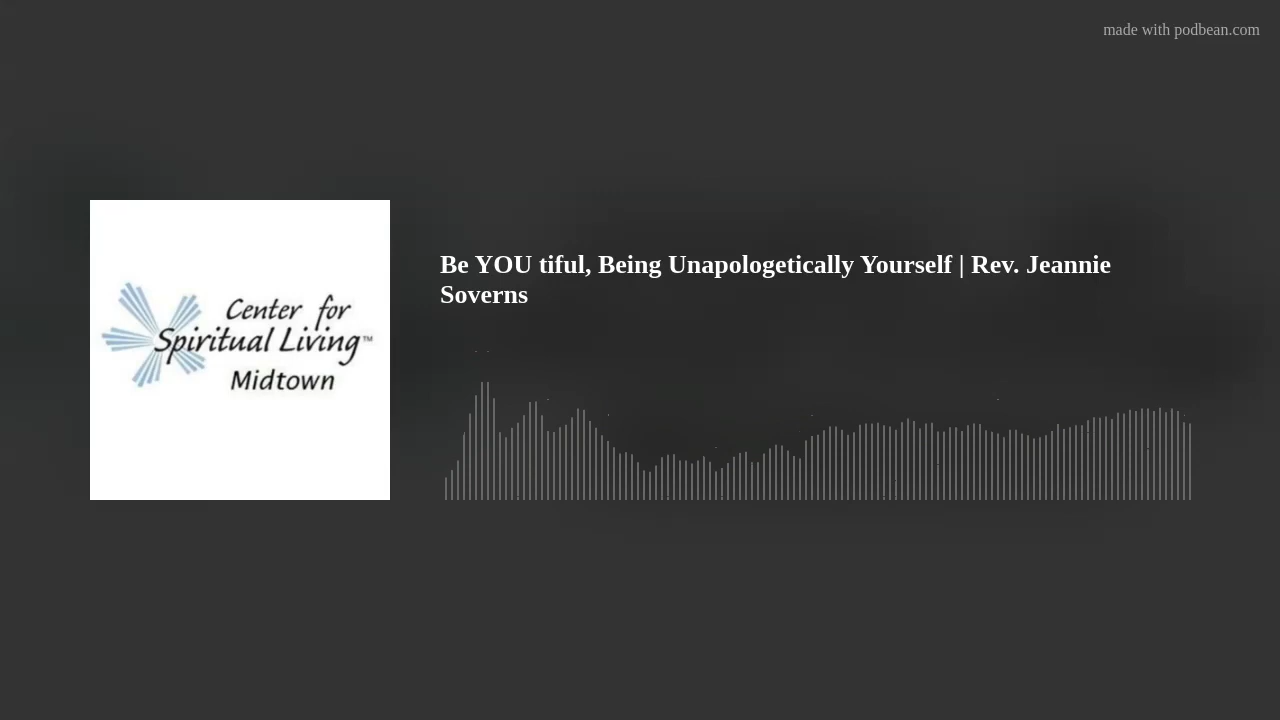 made with podbean.com
Center for
Spiritual Living™
Midtown
Be YOU tiful, Being Unapologetically Yourself | Rev. Jeannie
Soverns